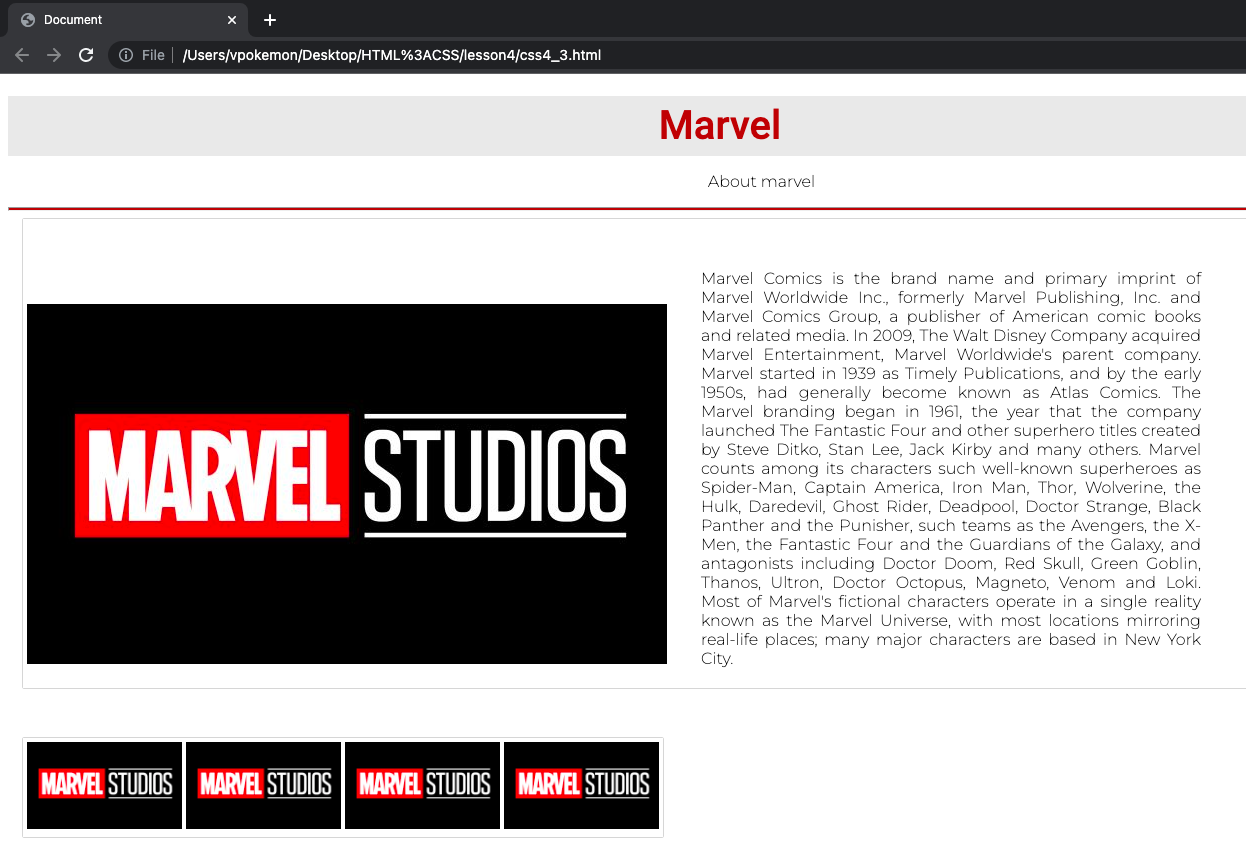 Document
File /Users/vpokemon/Desktop/HTML%3ACSS/lesson4/css4_3.html
Marvel
About marvel
Marvel Comics is the brand name and primary imprint of
Marvel Worldwide Inc., formerly Marvel Publishing, Inc. and
Marvel Comics Group, a publisher of American comic books
and related media. In 2009, The Walt Disney Company acquired
Marvel Entertainment, Marvel Worldwide's parent company.
Marvel started in 1939 as Timely Publications, and by the early
1950s, had generally become known as Atlas Comics. The
Marvel branding began in 1961, the year that the company
launched The Fantastic Four and other superhero titles created
by Steve Ditko, Stan Lee, Jack Kirby and many others. Marvel
counts among its characters such well-known superheroes as
Spider-Man, Captain America, Iron Man, Thor, Wolverine, the
Hulk, Daredevil, Ghost Rider, Deadpool, Doctor Strange, Black
Panther and the Punisher, such teams as the Avengers, the X-
Men, the Fantastic Four and the Guardians of the Galaxy, and
antagonists including Doctor Doom, Red Skull, Green Goblin,
Thanos, Ultron, Doctor Octopus, Magneto, Venom and Loki.
Most of Marvel's fictional characters operate in a single reality
known as the Marvel Universe, with most locations mirroring
real-life places; many major characters are based in New York
City.
MARVEL STUDIOS
MARVEL STUDIOS MARVEL STUDIOS MARVEL STUDIOS MARVEL STUDIOS